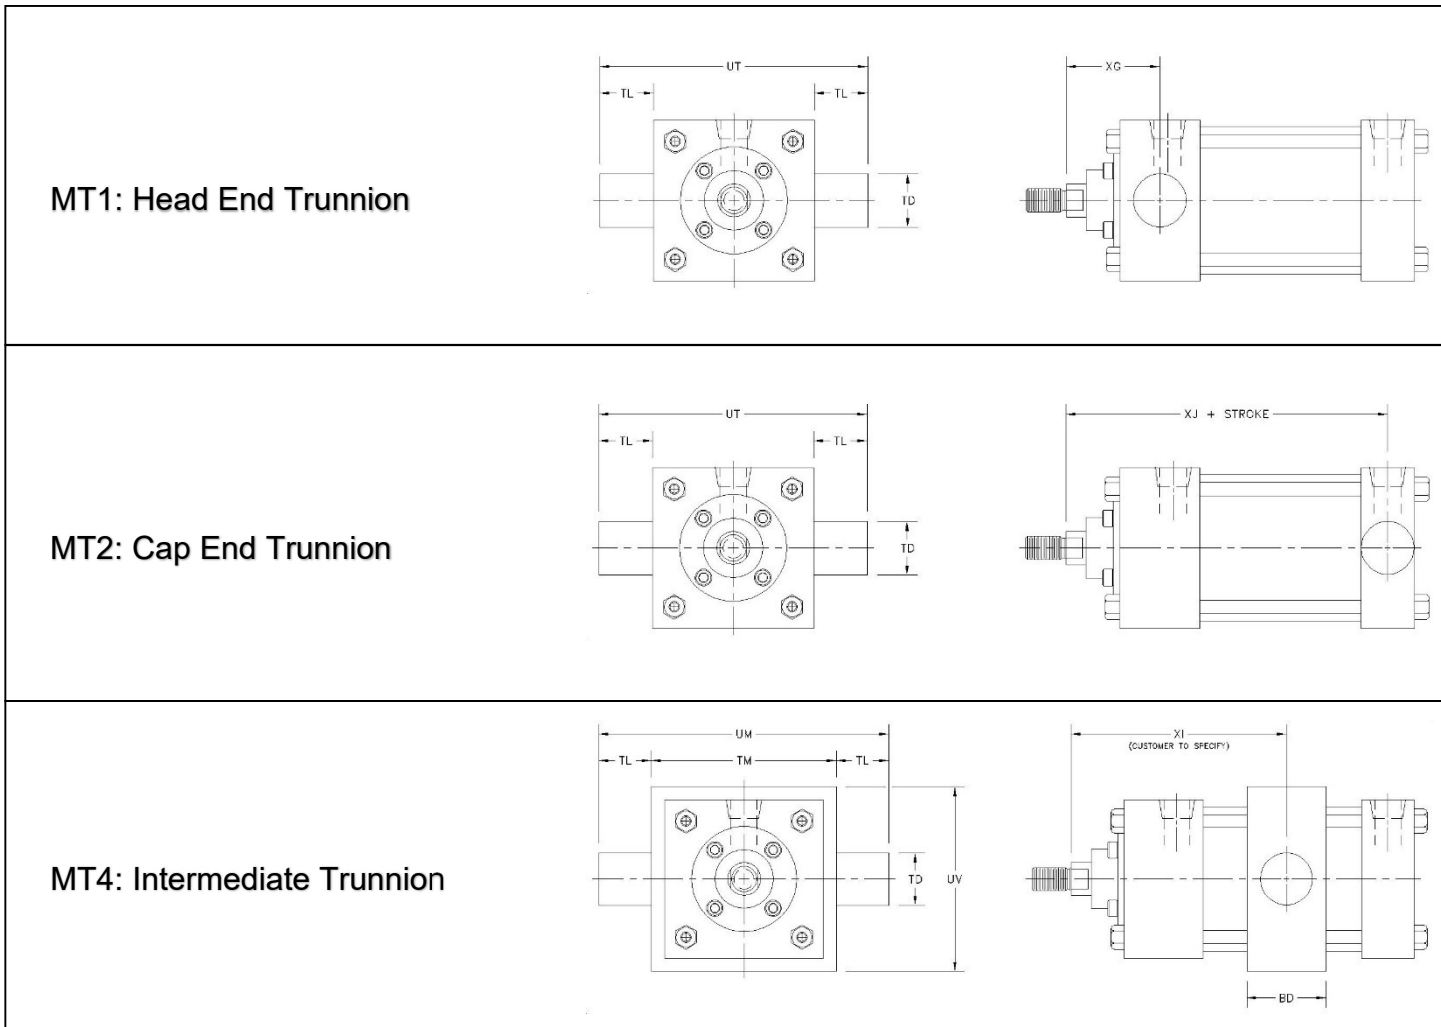 UT
XG
TL
TL
MT1: Head End Trunnion
TD
UT
XJ + STROKE
TL
TL
MT2: Cap End Trunnion
TD
UM
XI
(CUSTOMER TO SPECIFY)
TL
TM
TL
MT4: Intermediate Trunnion
TD
UV
BD